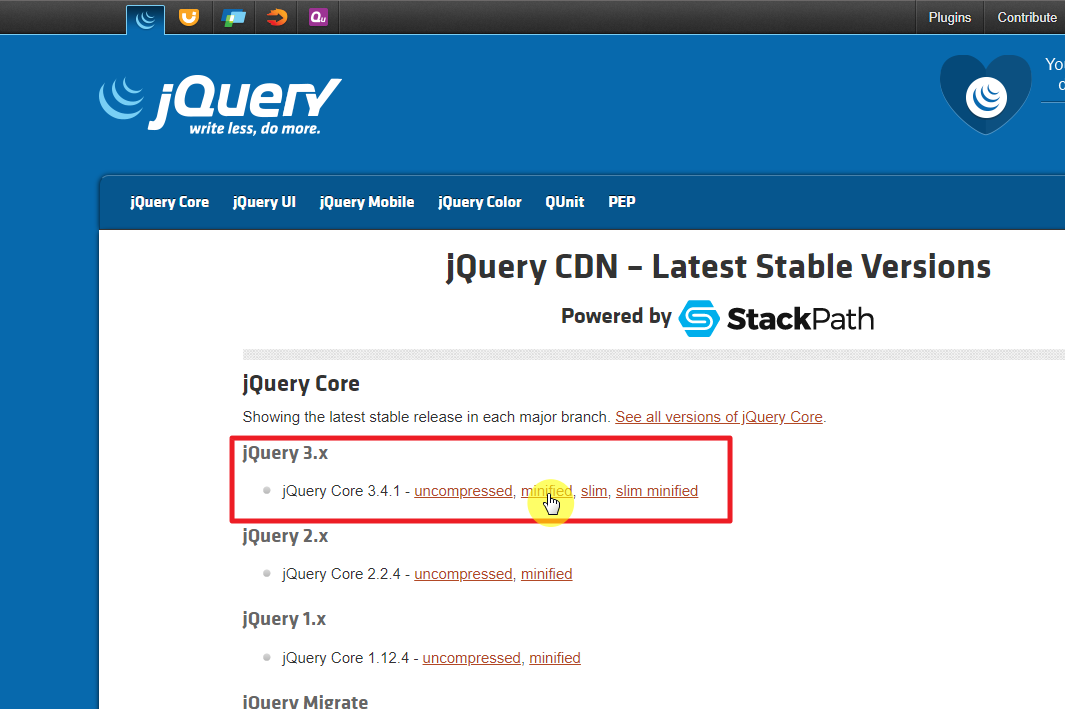 Qu
Plugins Contribute
jQuery
write less, do more.
jQuery Core jQuery UI jQuery Mobile jQuery Color QUnit PEP
jQuery CDN – Latest Stable Versions
Powered by StackPath
jQuery Core
Showing the latest stable release in each major branch. See all versions of jQuery Core.
jQuery 3.x
jQuery Core 3.4.1 - uncompressed, minified, slim, slim minified
jQuery 2.x
jQuery Core 2.2.4 - uncompressed, minified
jQuery 1.x
jQuery Core 1.12.4 - uncompressed, minified
jQuery Migrate